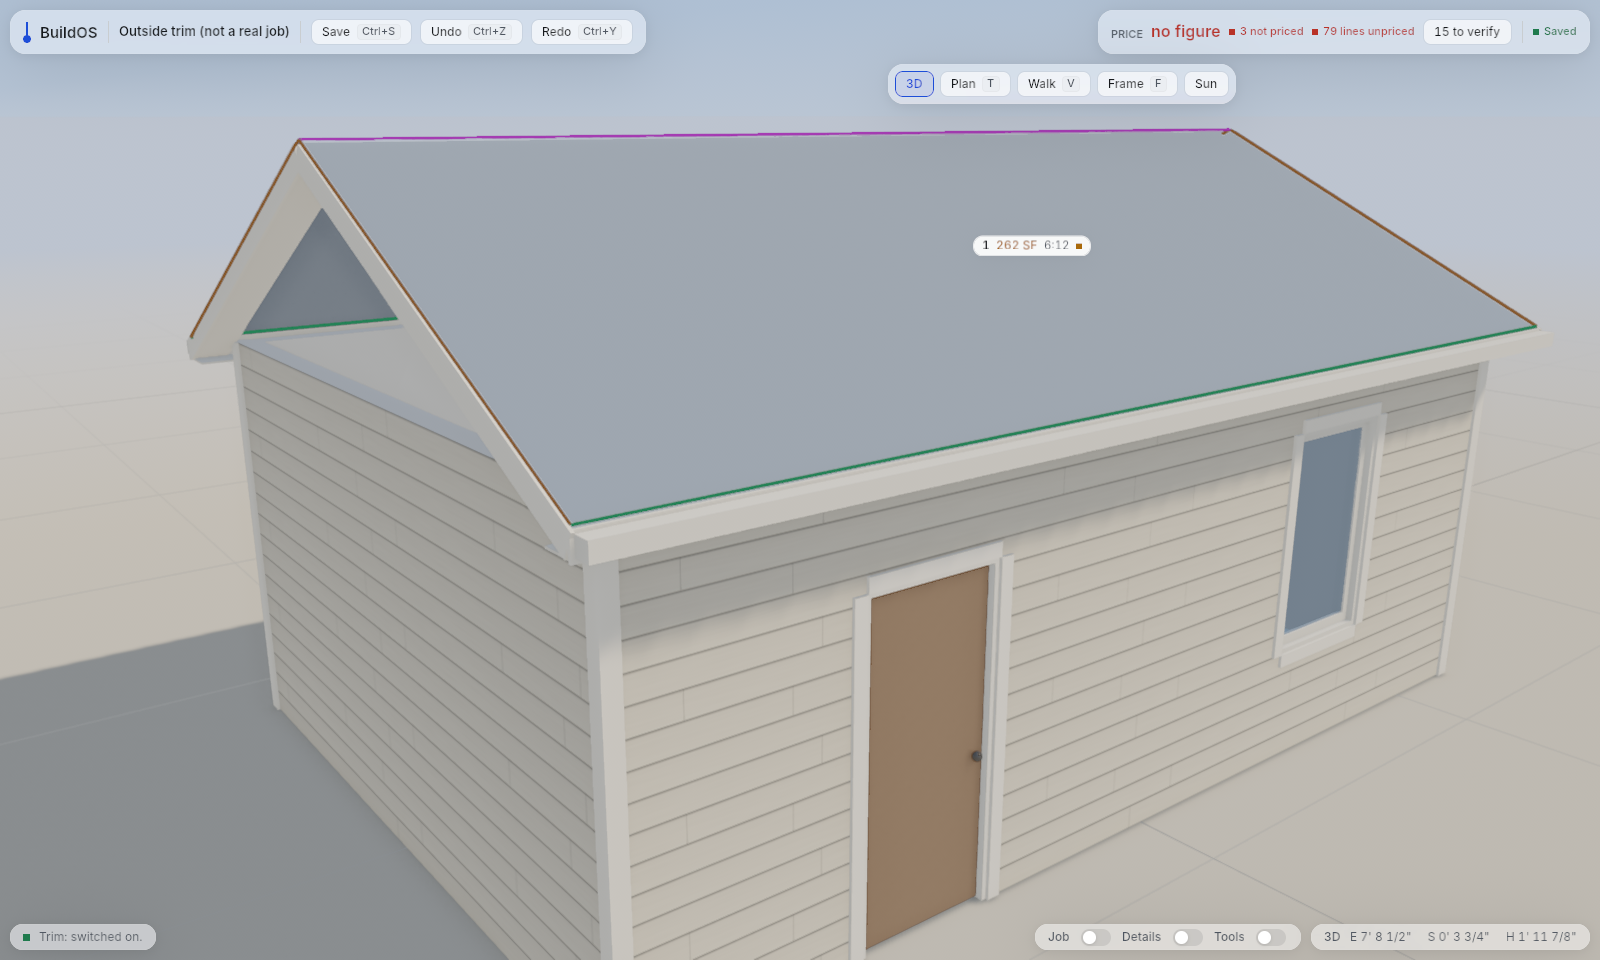 BuildOS
Outside trim (not a real job)
Save Ctrl+S
Undo Ctrl+Z
Redo Ctrl+Y
PRICE no figure 3 not priced 79 lines unpriced
15 to verify
Saved
3D
Plan T
Walk V
Frame F
Sun
1 262 SF 6:12
Trim: switched on.
Job
Details
Tools
3D E 7' 8 1/2" S 0' 3 3/4" H 1' 11 7/8"